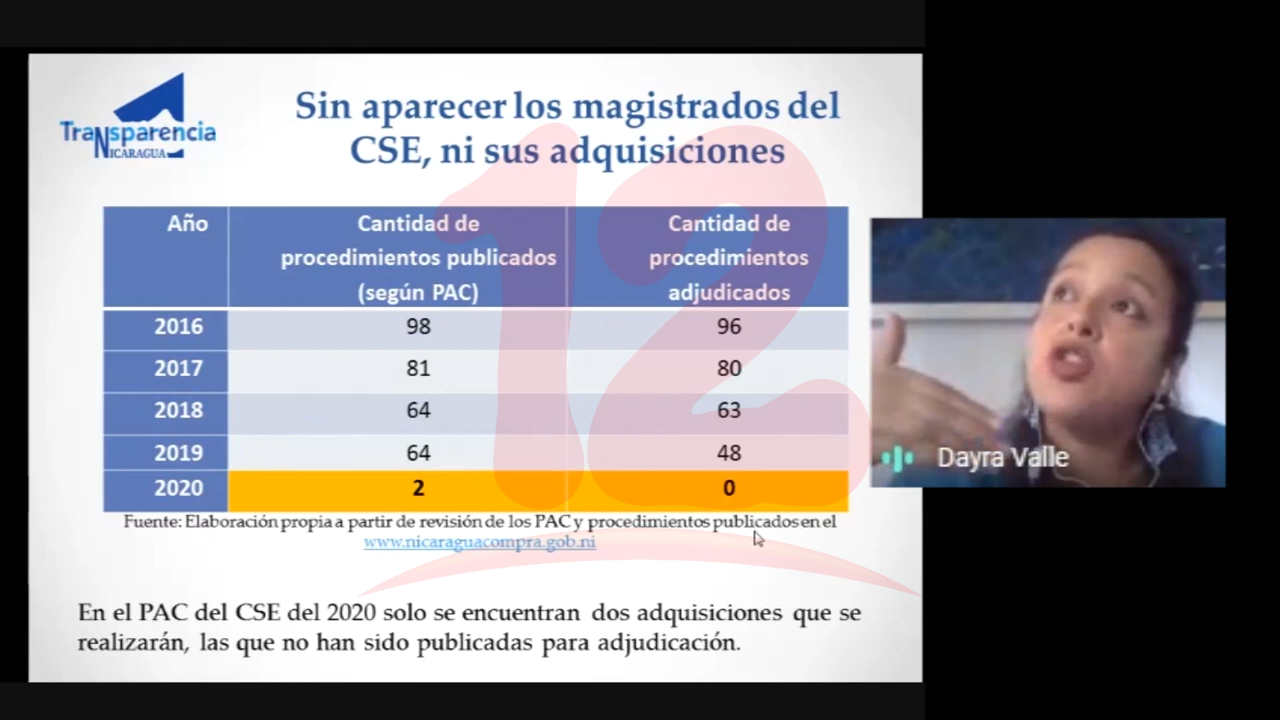 Transparencia
NICARAGUA
Sin aparecer los magistrados del
CSE, ni sus adquisiciones
Año
Cantidad de
procedimientos publicados
(según PAC)
Cantidad de
procedimientos
adjudicados
2016 98 96
2017 81 80
2018 64 63
2019 64 48
2020 2 0
Fuente: Elaboración propia a partir de revisión de los PAC y procedimientos publicados en el
www.nicaraguacompra.gob.ni
En el PAC del CSE del 2020 solo se encuentran dos adquisiciones que se
realizarán, las que no han sido publicadas para adjudicación.
Dayra Valle
12